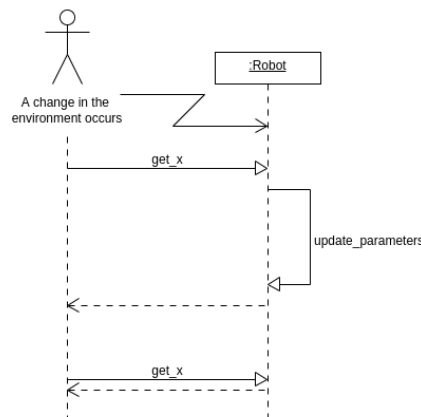 :Robot
A change in the
environment occurs
get_x
update_parameters
get_x